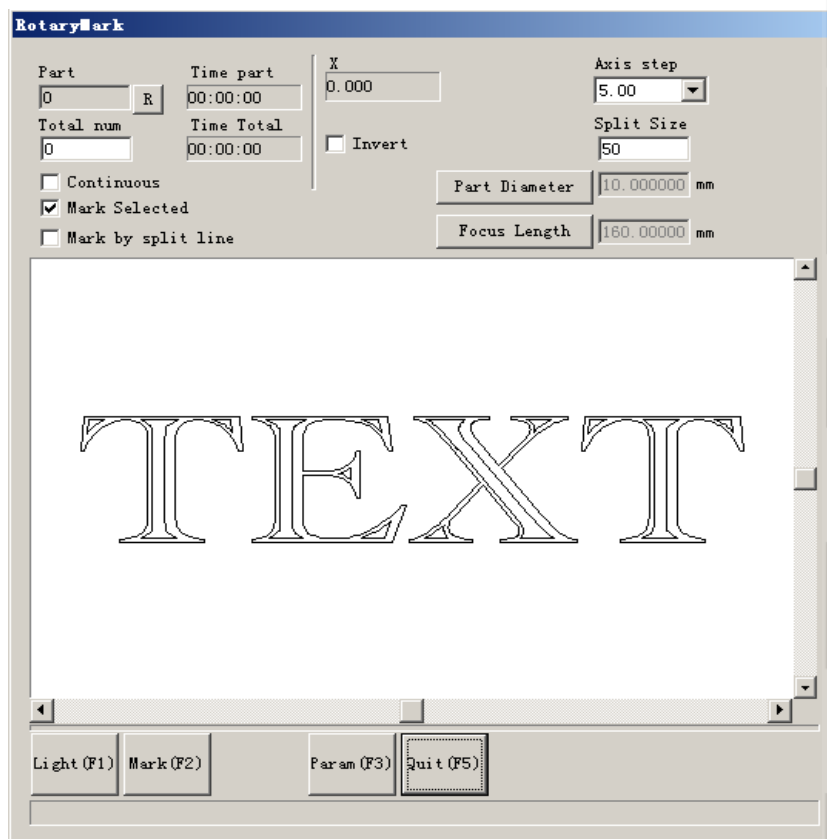 RotaryMark
Part Time part X Axis step
0 R 00:00:00 0.000 5.00
Total num Time Total Split Size
0 00:00:00 Invert 50
Continuous Part Diameter 10.000000 mm
Mark Selected
Mark by split line Focus Length 160.00000 mm
TEXT
Light(F1) Mark(F2) Param(F3) Quit(F5)